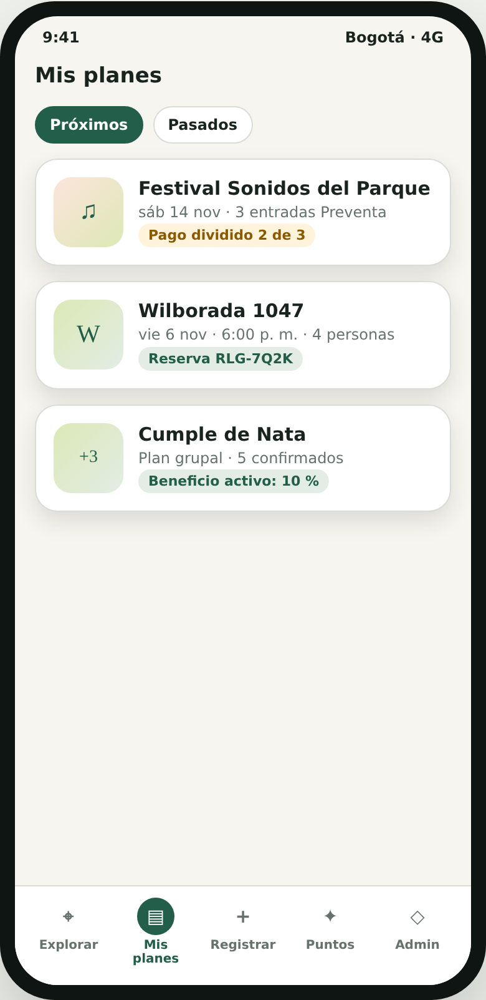 9:41
Bogotá · 4G
Mis planes
Próximos
Pasados
♫
Festival Sonidos del Parque
sáb 14 nov · 3 entradas Preventa
Pago dividido 2 de 3
W
Wilborada 1047
vie 6 nov · 6:00 p. m. · 4 personas
Reserva RLG-7Q2K
+3
Cumple de Nata
Plan grupal · 5 confirmados
Beneficio activo: 10 %
Explorar
Mis
planes
Registrar
Puntos
Admin